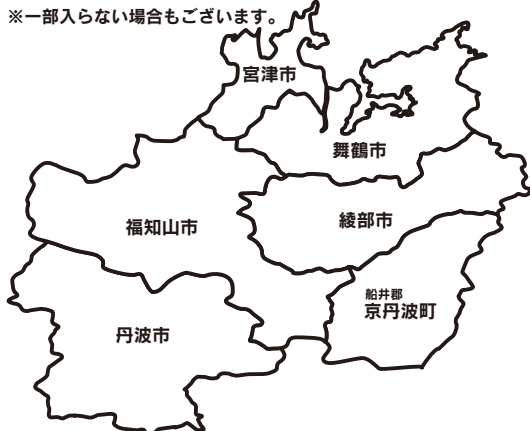 ※一部入らない場合もございます。
宮津市
舞鶴市
福知山市
綾部市
船井郡
京丹波町
丹波市